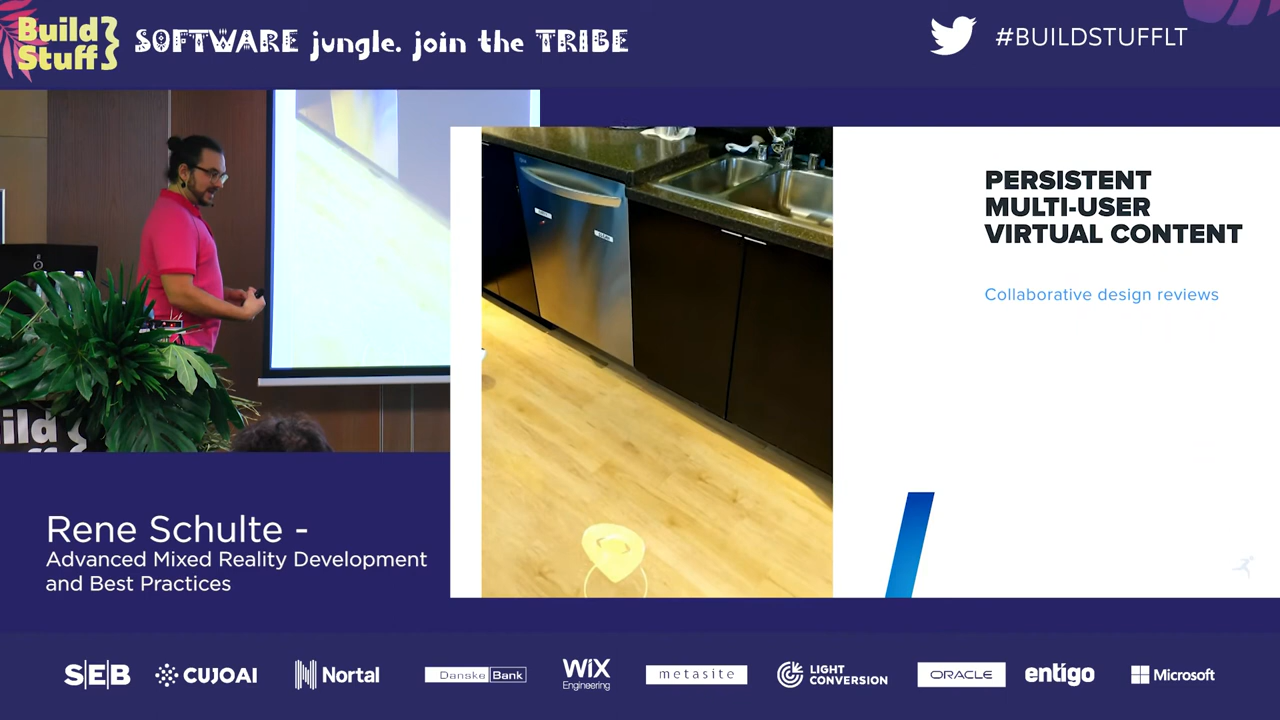 Build
Stuff
SOFTWARE jungle. join the TRIBE
#BUILDSTUFFLT
PERSISTENT
MULTI-USER
VIRTUAL CONTENT
Collaborative design reviews
ild
Rene Schulte -
Advanced Mixed Reality Development
and Best Practices
SEB
CUJOAI
Nortal
Danske Bank
WiX
Engineering
metasite
LIGHT
CONVERSION
ORACLE
entigo
Microsoft